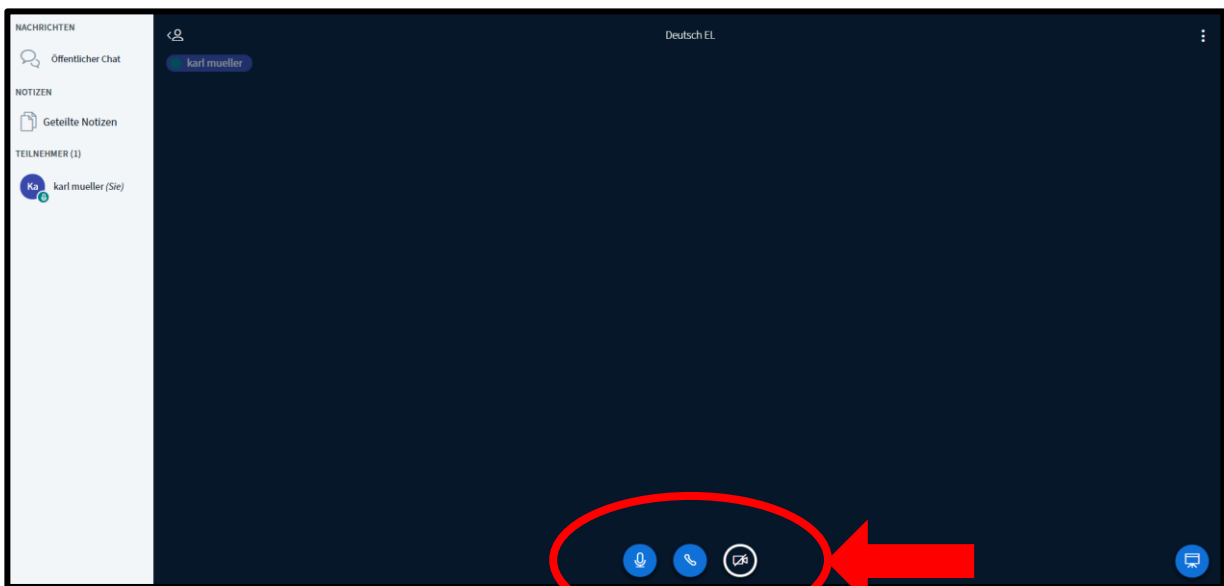 NACHRICHTEN
Öffentlicher Chat
NOTIZEN
Geteilte Notizen
TEILNEHMER (1)
Ka
karl mueller (Sie)
Deutsch EL
karl mueller